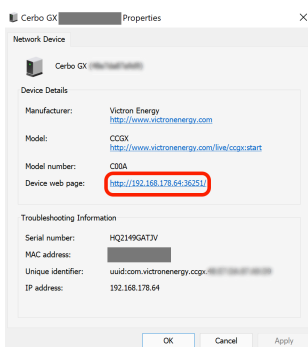 Cerbo GX Properties
Network Device
Cerbo GX
Device Details
Manufacturer: Victron Energy
http://www.victronenergy.com
Model: CCGX
http://www.victronenergy.com/live/ccgx:start
Model number: C00A
Device web page: http://192.168.178.64:36251/
Troubleshooting Information
Serial number: HQ2149GATJV
MAC address:
Unique identifier: uuid:com.victronenergy.ccgx.
IP address: 192.168.178.64
OK Cancel Apply